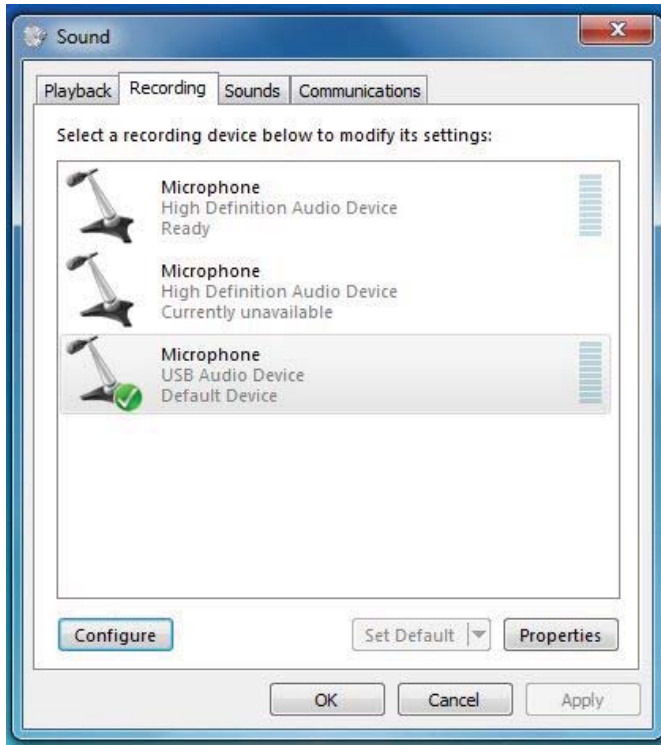 Sound
Playback Recording Sounds Communications
Select a recording device below to modify its settings:
Microphone
High Definition Audio Device
Ready
Microphone
High Definition Audio Device
Currently unavailable
Microphone
USB Audio Device
Default Device
Configure Set Default Properties
OK Cancel Apply